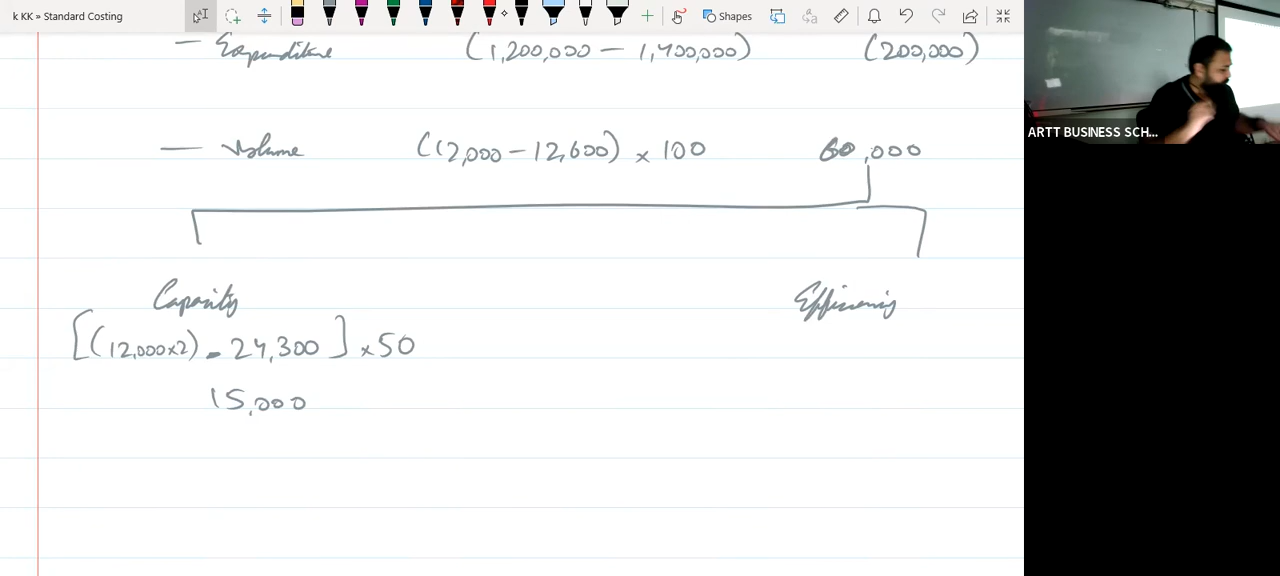 k KK » Standard Costing
Shapes
ARTT BUSINESS SCH...
— Expenditure (1,200,000 — 1,400,000) (200,000)
— Volume (12,000 — 12,600) × 100 60,000
Capacity Efficiency
[(12,000×2) - 24,300] × 50
15,000